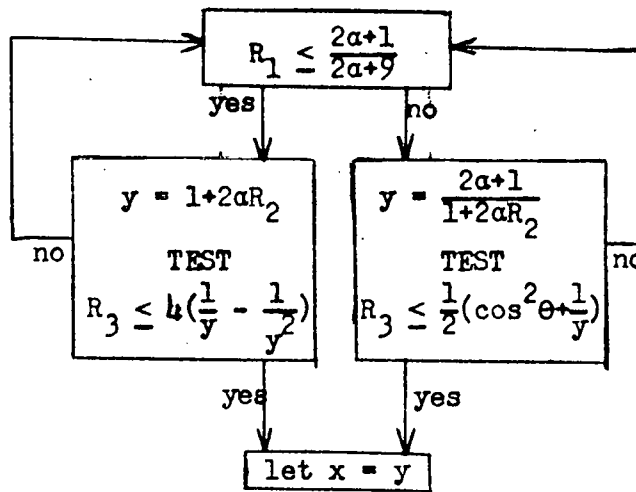 R₁ ≤ (2α+1)/(2α+9)
yes
no
y = 1+2αR₂
TEST
R₃ ≤ 4(1/y - 1/y²)
no
y = (2α+1)/(1+2αR₂)
TEST
R₃ ≤ 1/2(cos²θ+1/y)
no
yes
yes
let x = y